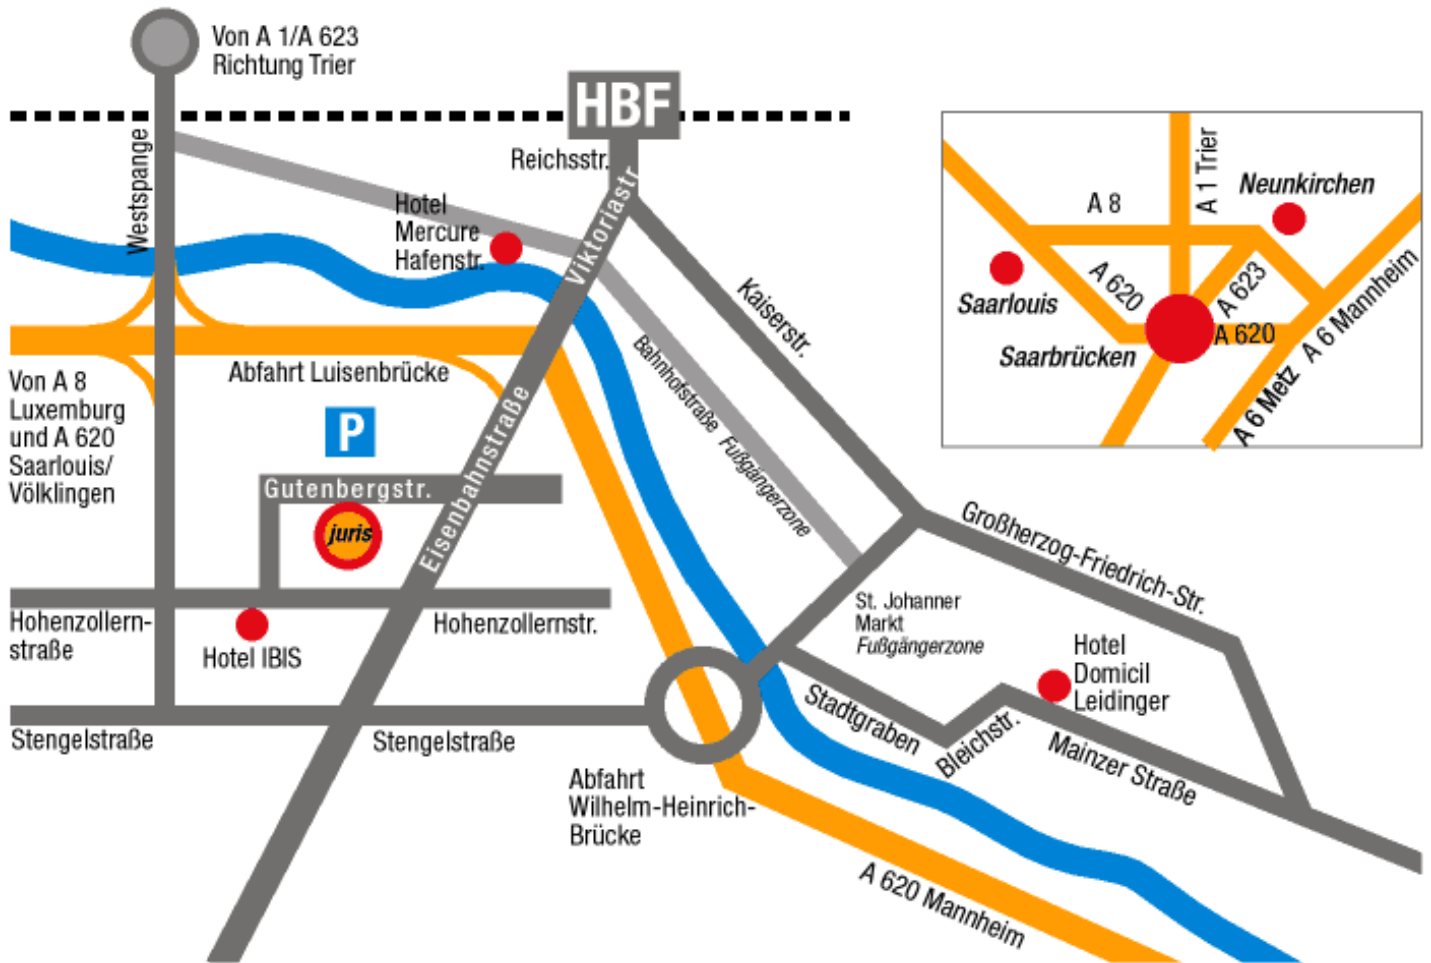 Von A 1/A 623
Richtung Trier
HBF
Reichsstr.
Westspange
Viktoriastr.
Hotel
Mercure
Hafenstr.
Kaiserstr.
Bahnhofstraße Fußgängerzone
Abfahrt Luisenbrücke
Von A 8
Luxemburg
und A 620
Saarlouis/
Völklingen
P
Gutenbergstr.
juris
Eisenbahnstraße
Hohenzollern-
straße
Hotel IBIS
Hohenzollernstr.
Stengelstraße
Stengelstraße
Abfahrt
Wilhelm-Heinrich-
Brücke
Großherzog-Friedrich-Str.
St. Johanner
Markt
Fußgängerzone
Hotel
Domicil
Leidinger
Stadtgraben
Bleichstr.
Mainzer Straße
A 620 Mannheim
A 1 Trier
A 8
Neunkirchen
Saarlouis
A 620
A 623
A 620
Saarbrücken
A 6 Mannheim
A 6 Metz